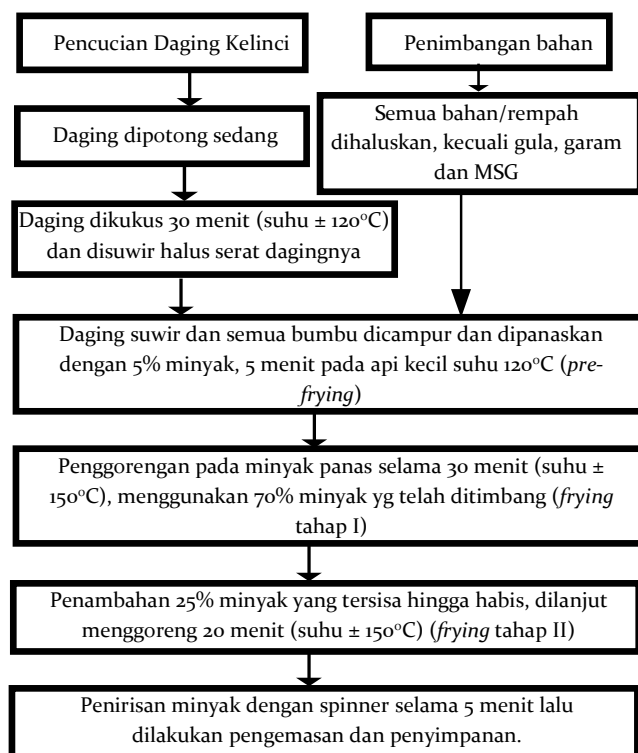 Pencucian Daging Kelinci
Penimbangan bahan
Daging dipotong sedang
Semua bahan/rempah
dihaluskan, kecuali gula, garam
dan MSG
Daging dikukus 30 menit (suhu ± 120°C)
dan disuwir halus serat dagingnya
Daging suwir dan semua bumbu dicampur dan dipanaskan
dengan 5% minyak, 5 menit pada api kecil suhu 120°C (pre-
frying)
Penggorengan pada minyak panas selama 30 menit (suhu ±
150°C), menggunakan 70% minyak yg telah ditimbang (frying
tahap I)
Penambahan 25% minyak yang tersisa hingga habis, dilanjut
menggoreng 20 menit (suhu ± 150°C) (frying tahap II)
Penirisan minyak dengan spinner selama 5 menit lalu
dilakukan pengemasan dan penyimpanan.